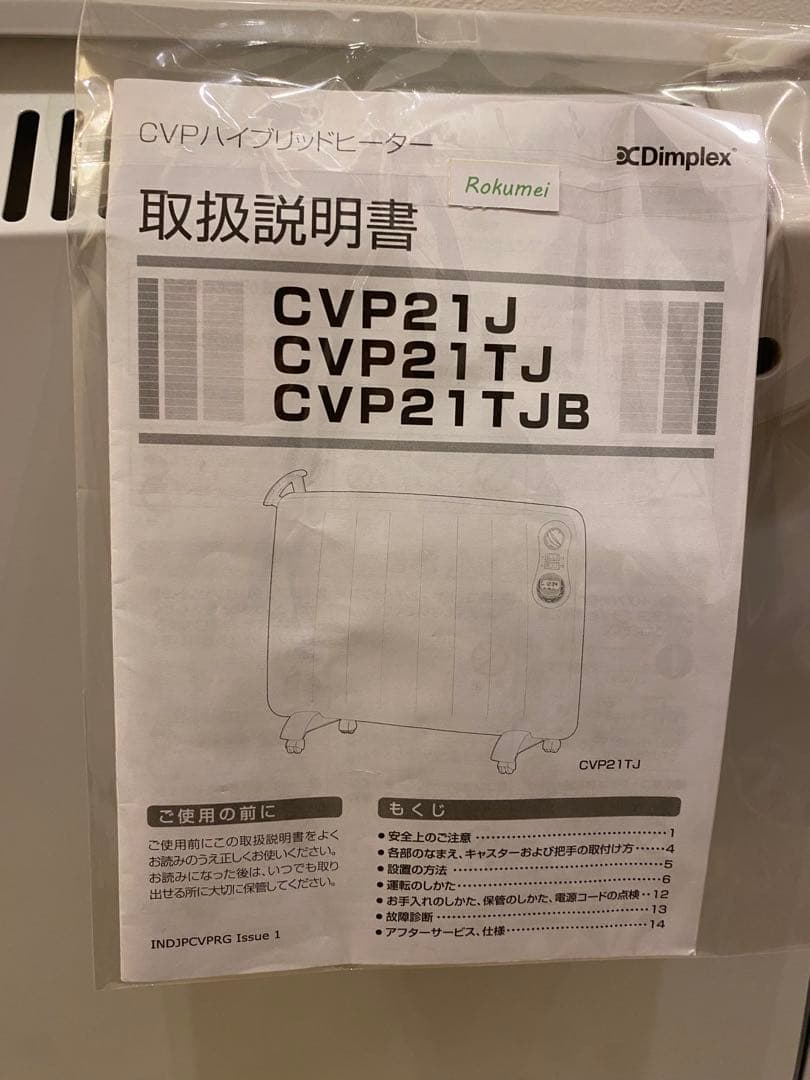 CVPハイブリッドヒーター
Dimplex
Rokumei
取扱説明書
CVP21J
CVP21TJ
CVP21TJB
CVP21TJ
ご使用の前に
ご使用前にこの取扱説明書をよく
お読みのうえ正しくお使いください。
お読みになった後は、いつでも取り
出せる所に大切に保管してください。
INDJPCVPRG Issue 1
もくじ
●安全上のご注意 ・・・・・・・・・・・・・・・・・・・・・・・・1
●各部のなまえ、キャスターおよび把手の取付け方・・・・・・4
●設置の方法 ・・・・・・・・・・・・・・・・・・・・・・・・5
●運転のしかた・・・・・・・・・・・・・・・・・・・・・・・・6
●お手入れのしかた、保管のしかた、電源コードの点検・・12
●故障診断・・・・・・・・・・・・・・・・・・・・・・・・13
●アフターサービス、仕様・・・・・・・・・・・・・・・・14